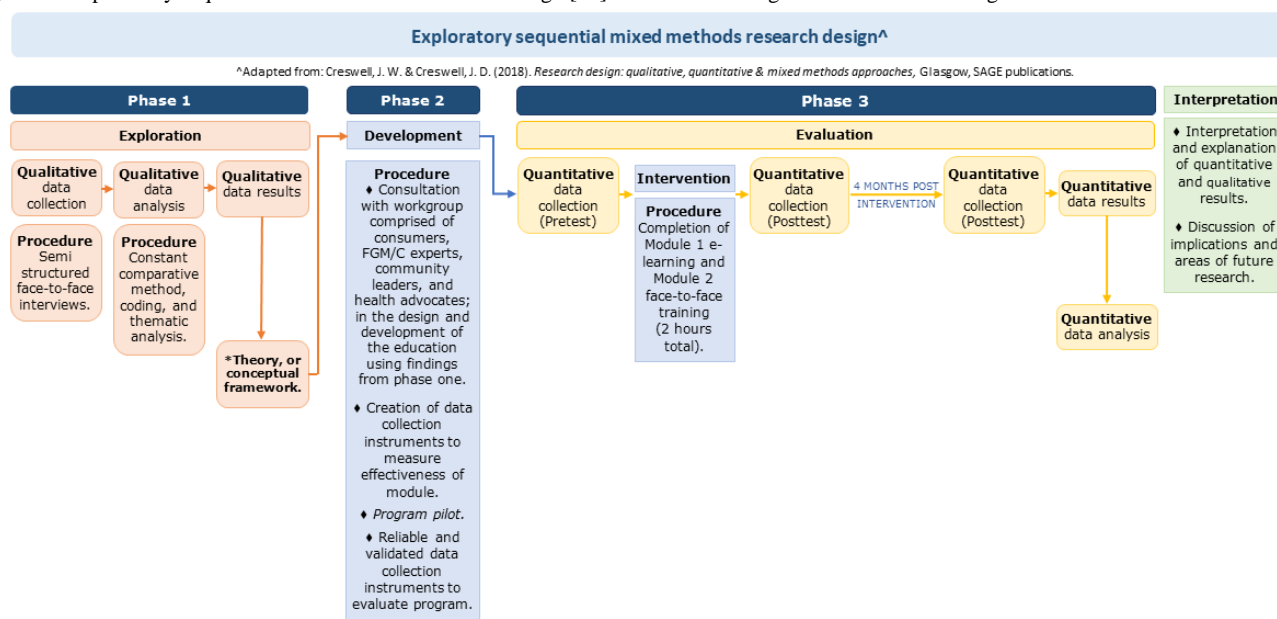 Exploratory sequential mixed methods research design^
^Adapted from: Creswell, J. W. & Creswell, J. D. (2018). Research design: qualitative, quantitative & mixed methods approaches, Glasgow, SAGE publications.
Phase 1
Exploration
Qualitative
data
collection
Qualitative
data
analysis
Qualitative
data results
Procedure
Semi
structured
face-to-face
interviews.
Procedure
Constant
comparative
method,
coding, and
thematic
analysis.
*Theory, or
conceptual
framework.
Phase 2
Development
Procedure
♦ Consultation
with workgroup
comprised of
consumers,
FGM/C experts,
community
leaders, and
health advocates;
in the design and
development of
the education
using findings
from phase one.
♦ Creation of data
collection
instruments to
measure
effectiveness of
module.
♦ Program pilot.
♦ Reliable and
validated data
collection
instruments to
evaluate program.
Phase 3
Evaluation
Quantitative
data
collection
(Pretest)
Intervention
Procedure
Completion of
Module 1 e-
learning and
Module 2
face-to-face
training
(2 hours
total).
Quantitative
data
collection
(Posttest)
4 MONTHS POST
INTERVENTION
Quantitative
data
collection
(Posttest)
Quantitative
data results
Quantitative
data analysis
Interpretation
♦ Interpretation
and explanation
of quantitative
and qualitative
results.
♦ Discussion of
implications and
areas of future
research.